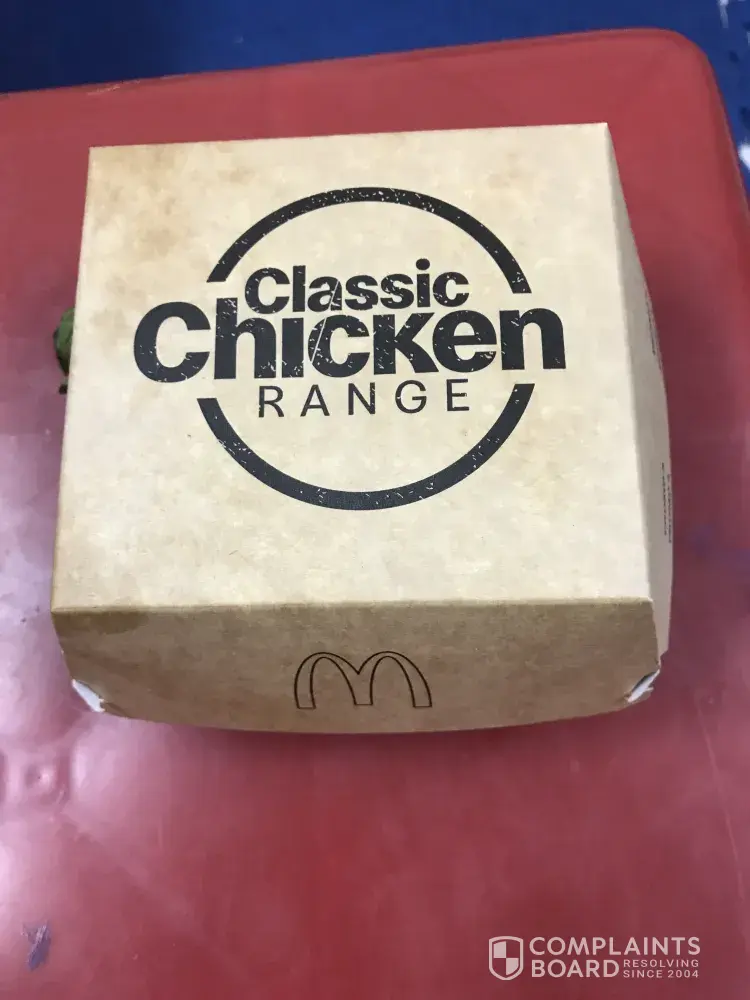 Classic
Chicken
RANGE
COMPLAINTS
BOARD RESOLVING
SINCE 2004